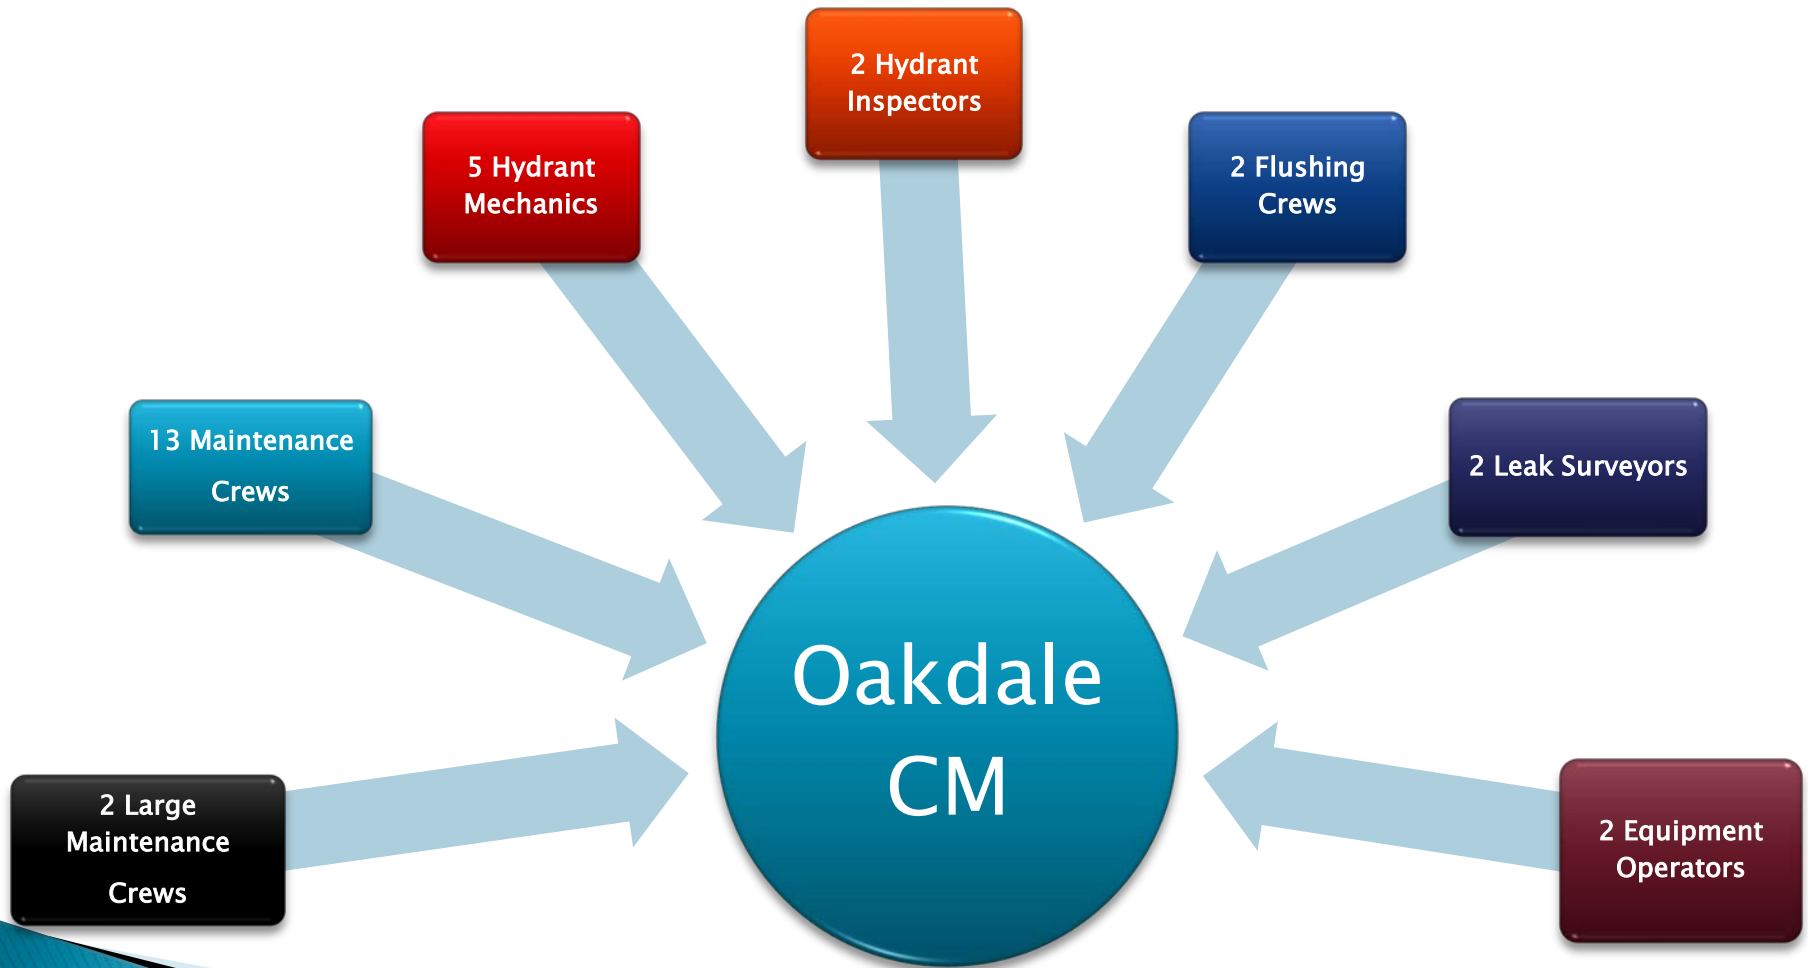 2 Hydrant
Inspectors
5 Hydrant
Mechanics
2 Flushing
Crews
13 Maintenance
Crews
2 Leak Surveyors
Oakdale
CM
2 Large
Maintenance
Crews
2 Equipment
Operators